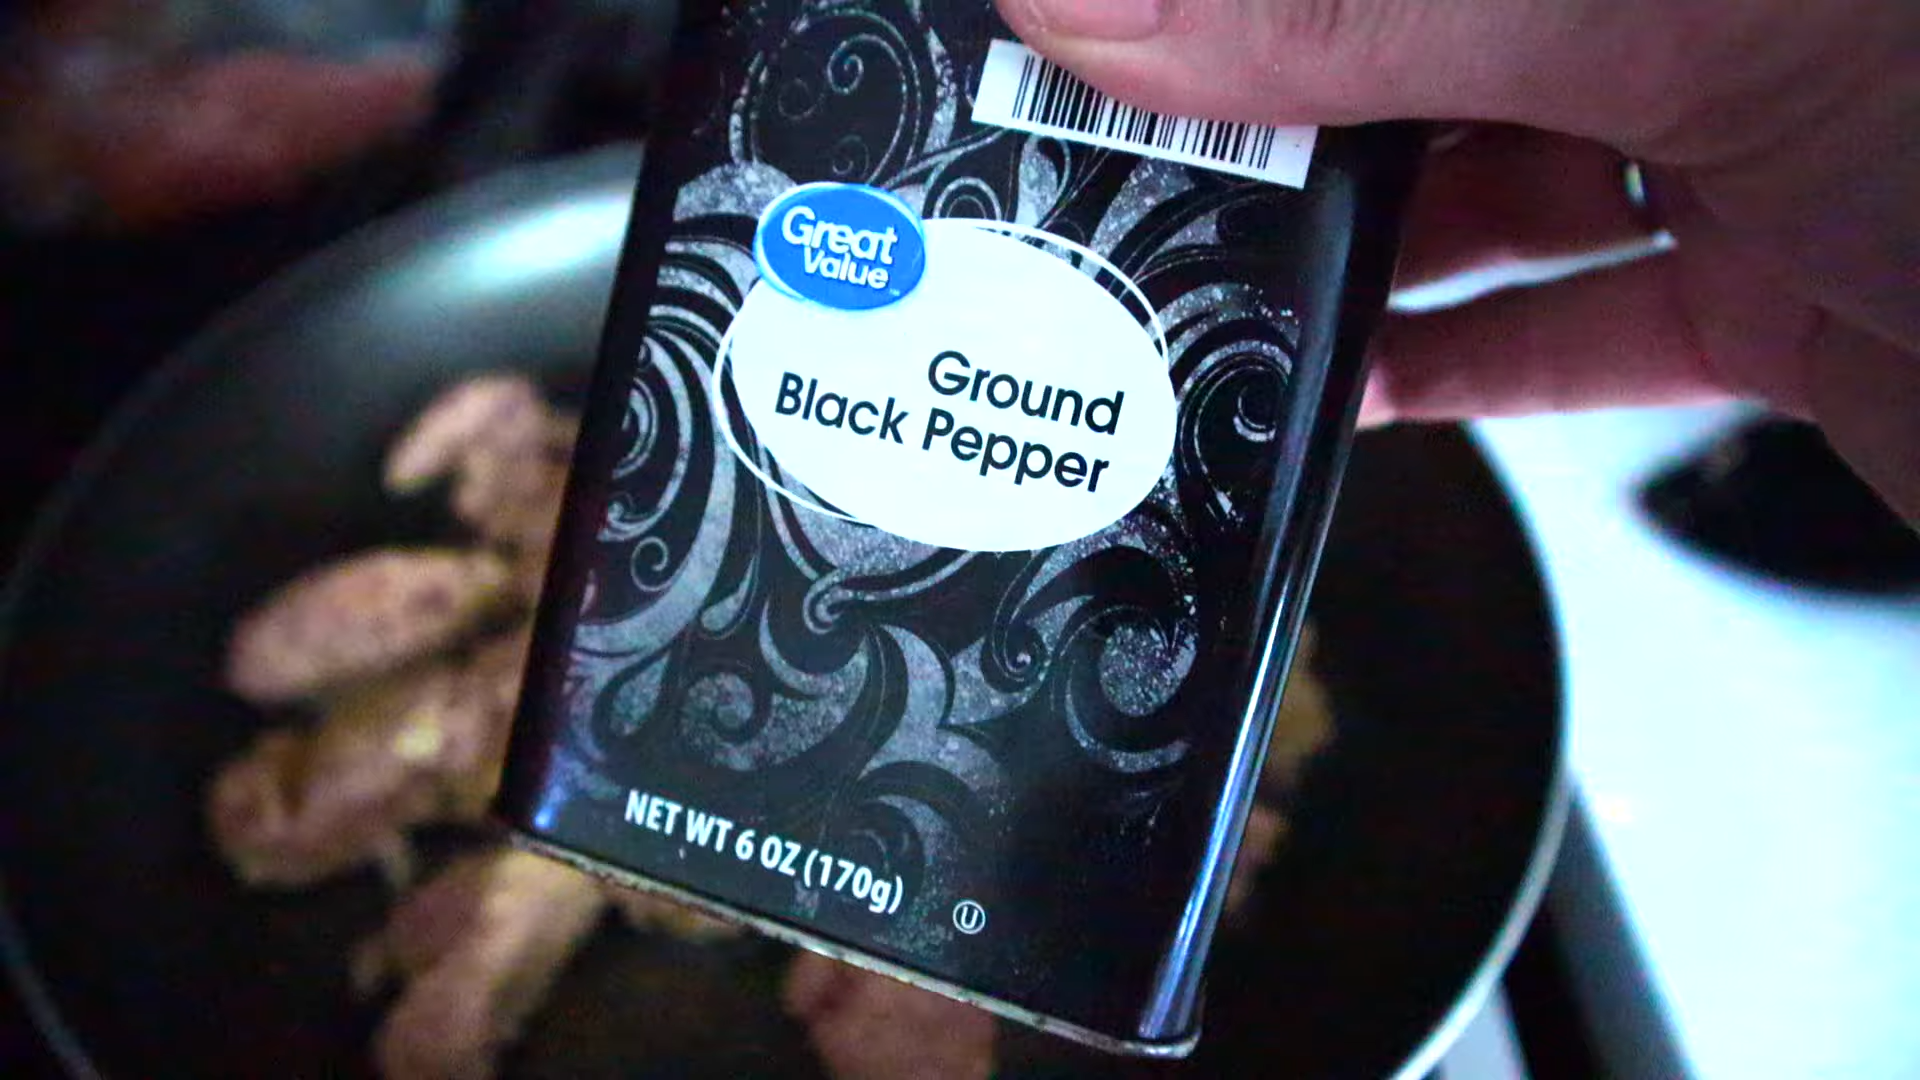 Great
Value
Ground
Black Pepper
NET WT 6 OZ (170g)
U